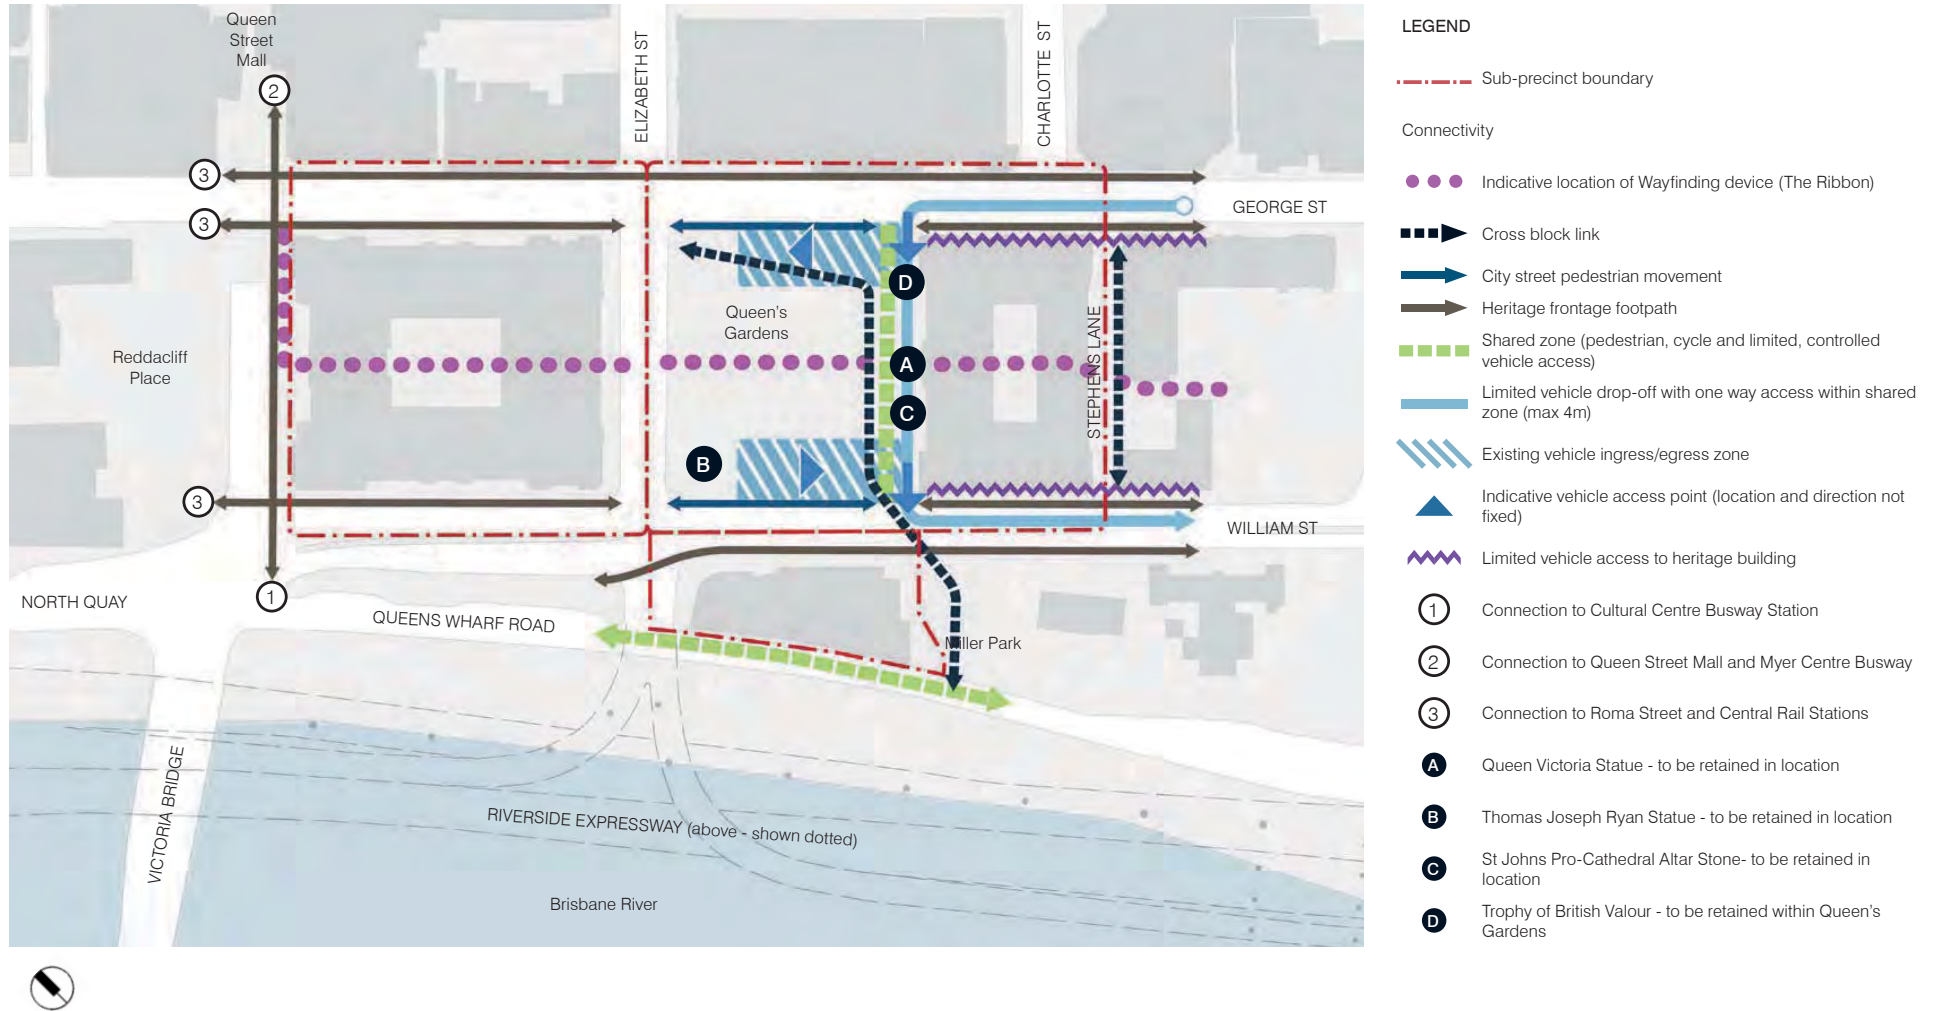 Queen
Street
Mall
2
3
3
ELIZABETH ST
CHARLOTTE ST
GEORGE ST
D
Queen's
Gardens
Reddacliff
Place
A
STEPHENS LANE
C
B
3
WILLIAM ST
1
NORTH QUAY
QUEENS WHARF ROAD
Miller Park
VICTORIA BRIDGE
RIVERSIDE EXPRESSWAY (above - shown dotted)
Brisbane River
LEGEND
Sub-precinct boundary
Connectivity
Indicative location of Wayfinding device (The Ribbon)
Cross block link
City street pedestrian movement
Heritage frontage footpath
Shared zone (pedestrian, cycle and limited, controlled
vehicle access)
Limited vehicle drop-off with one way access within shared
zone (max 4m)
Existing vehicle ingress/egress zone
Indicative vehicle access point (location and direction not
fixed)
Limited vehicle access to heritage building
1 Connection to Cultural Centre Busway Station
2 Connection to Queen Street Mall and Myer Centre Busway
3 Connection to Roma Street and Central Rail Stations
A Queen Victoria Statue - to be retained in location
B Thomas Joseph Ryan Statue - to be retained in location
C St Johns Pro-Cathedral Altar Stone- to be retained in
location
D Trophy of British Valour - to be retained within Queen's
Gardens